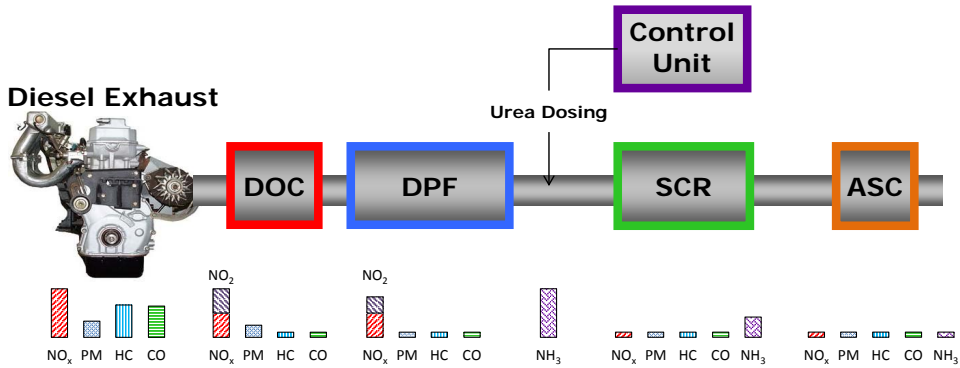 Control
Unit
Diesel Exhaust
Urea Dosing
DOC
DPF
SCR
ASC
NO₂
NO₂
NOₓ PM HC CO
NOₓ PM HC CO
NOₓ PM HC CO
NH₃
NOₓ PM HC CO NH₃
NOₓ PM HC CO NH₃